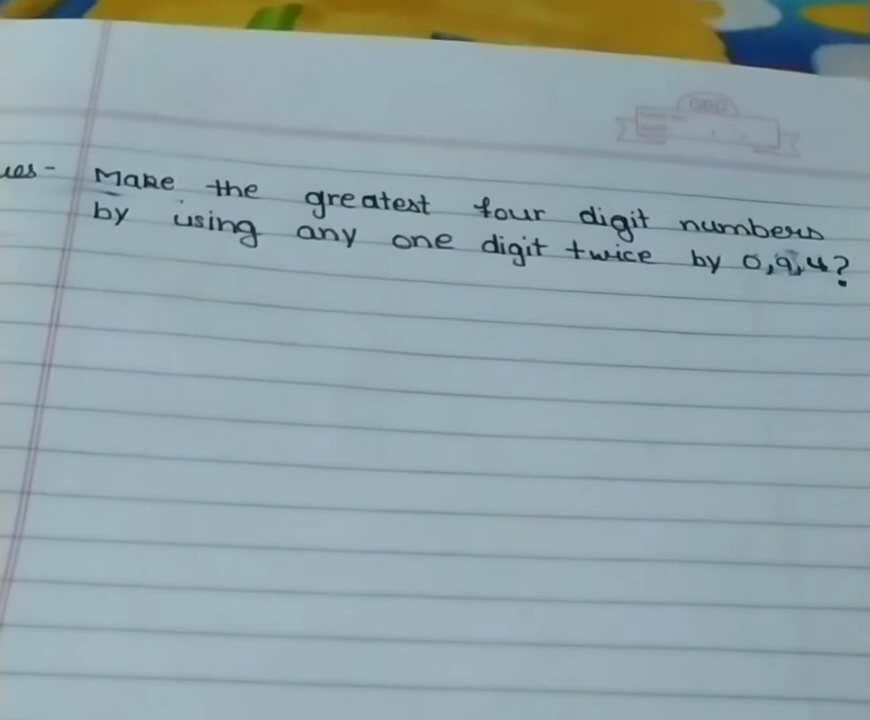 ues- Make the greatest four digit numbers
by using any one digit twice by 0,9,4?